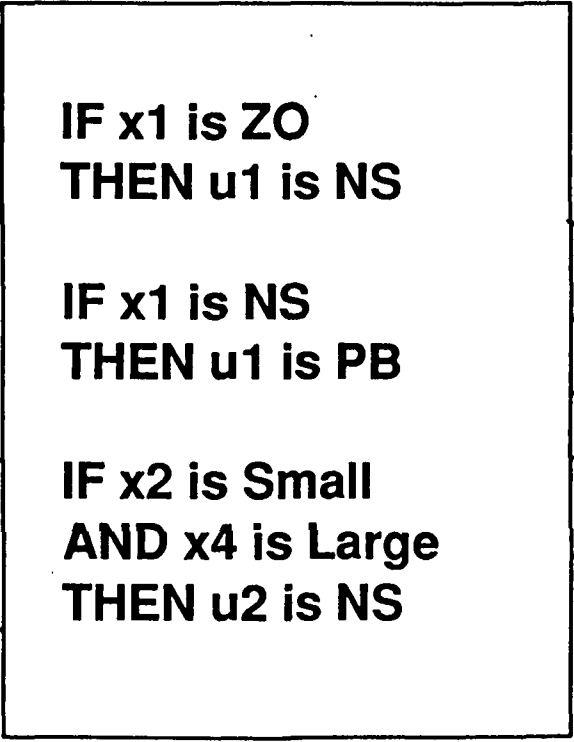 IF x1 is ZO
THEN u1 is NS
IF x1 is NS
THEN u1 is PB
IF x2 is Small
AND x4 is Large
THEN u2 is NS